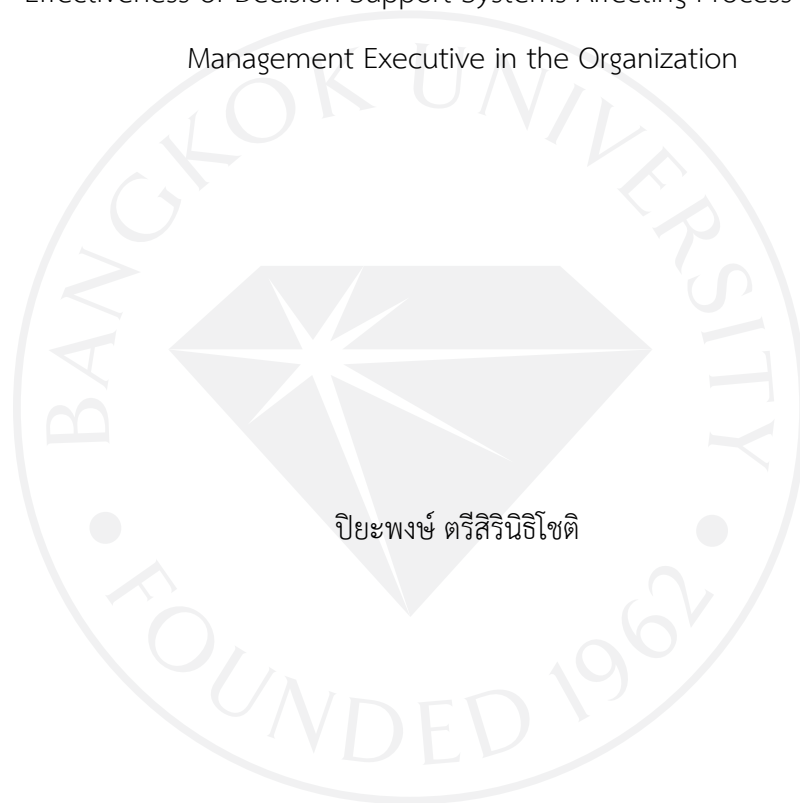 Effectiveness of Decision Support Systems Affecting Process
Management Executive in the Organization
BANGKOK UNIVERSITY
ปิยะพงษ์ ตรีสิรินิธิโชติ
FOUNDED 1962